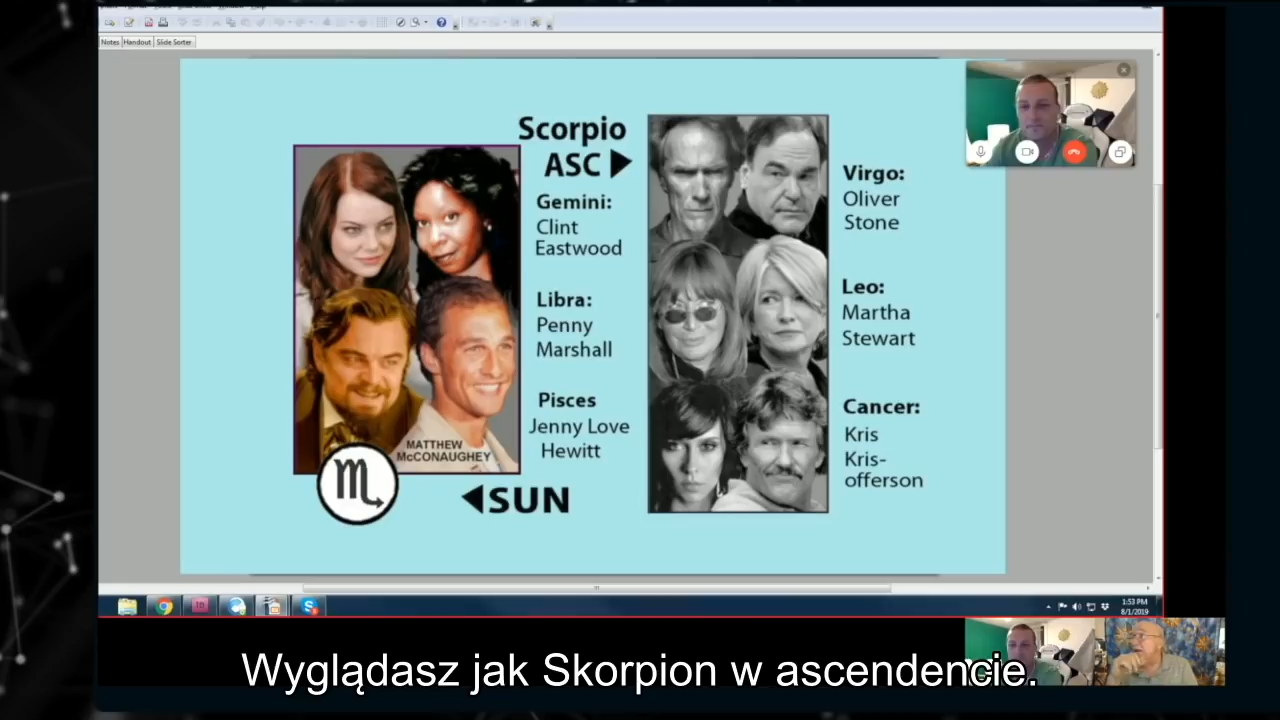 Notes Handout Slide Sorter
Scorpio
ASC ▶
Gemini:
Clint
Eastwood
Libra:
Penny
Marshall
Pisces
Jenny Love
Hewitt
MATTHEW
McCONAUGHEY
◀SUN
Virgo:
Oliver
Stone
Leo:
Martha
Stewart
Cancer:
Kris
Kris-
offerson
1:53 PM
8/1/2019
Wyglądasz jak Skorpion w ascendencie.